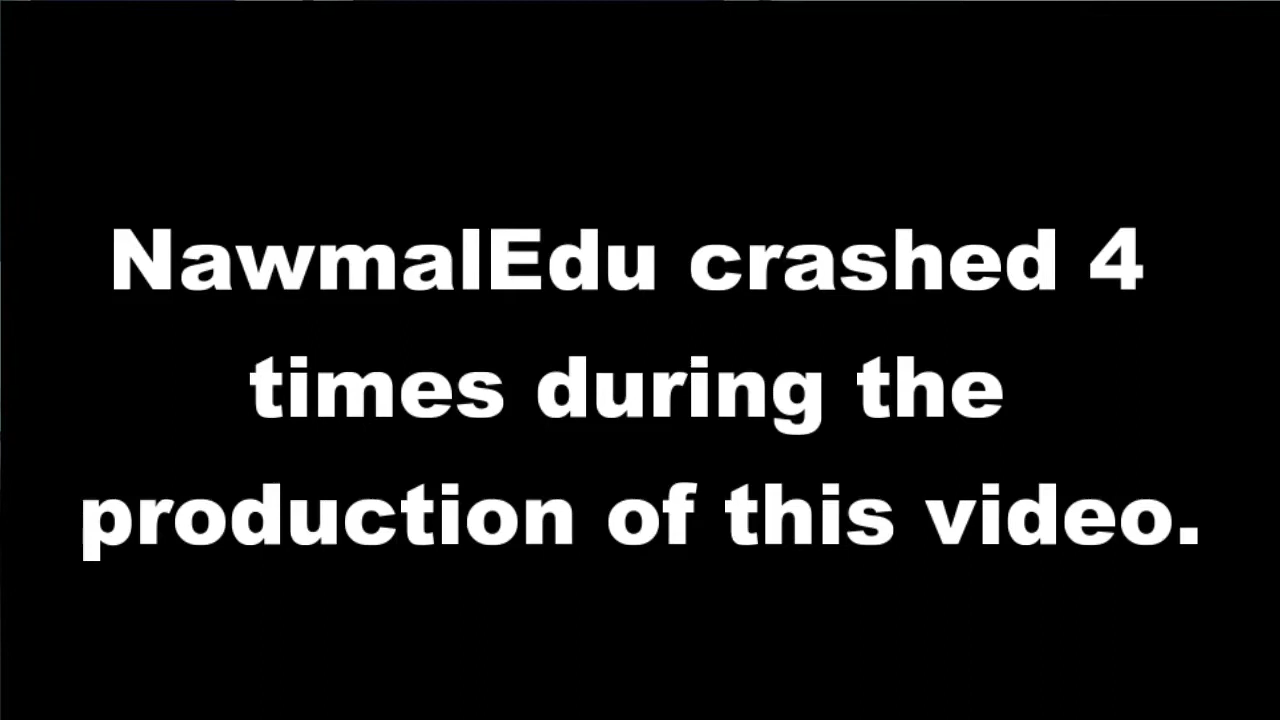 NawmalEdu crashed 4
times during the
production of this video.